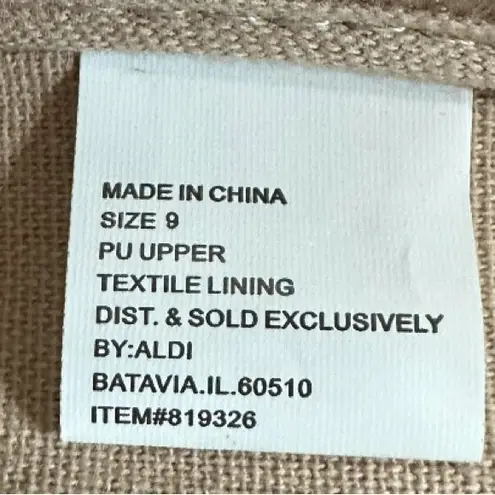 MADE IN CHINA
SIZE 9
PU UPPER
TEXTILE LINING
DIST. & SOLD EXCLUSIVELY
BY:ALDI
BATAVIA.IL.60510
ITEM#819326